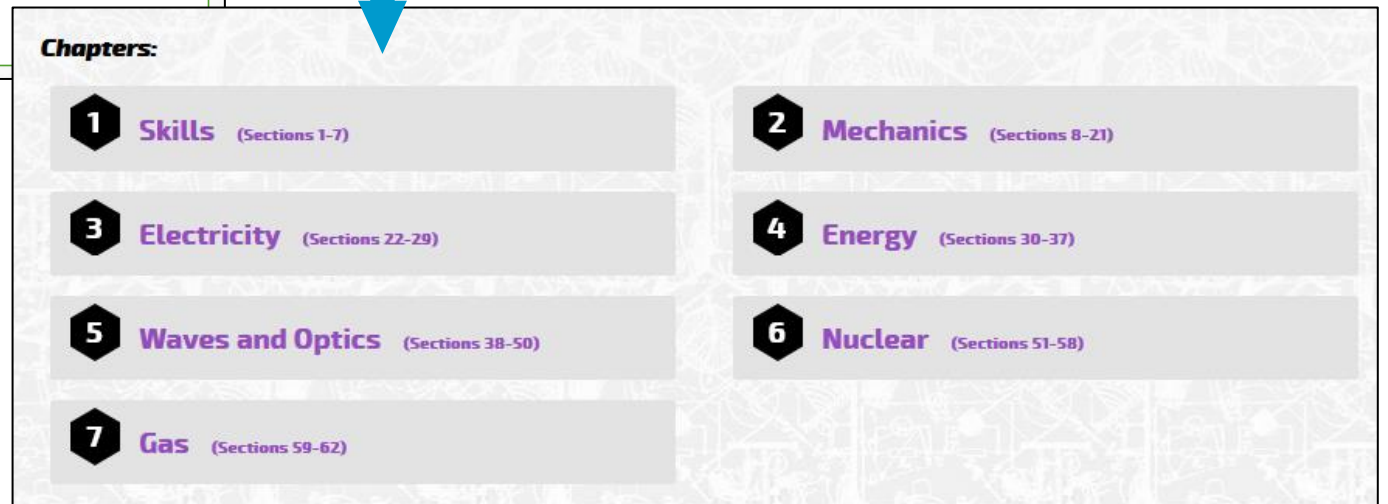 Chapters:
1 Skills (Sections 1-7)
2 Mechanics (Sections 8-21)
3 Electricity (Sections 22-29)
4 Energy (Sections 30-37)
5 Waves and Optics (Sections 38-50)
6 Nuclear (Sections 51-58)
7 Gas (Sections 59-62)